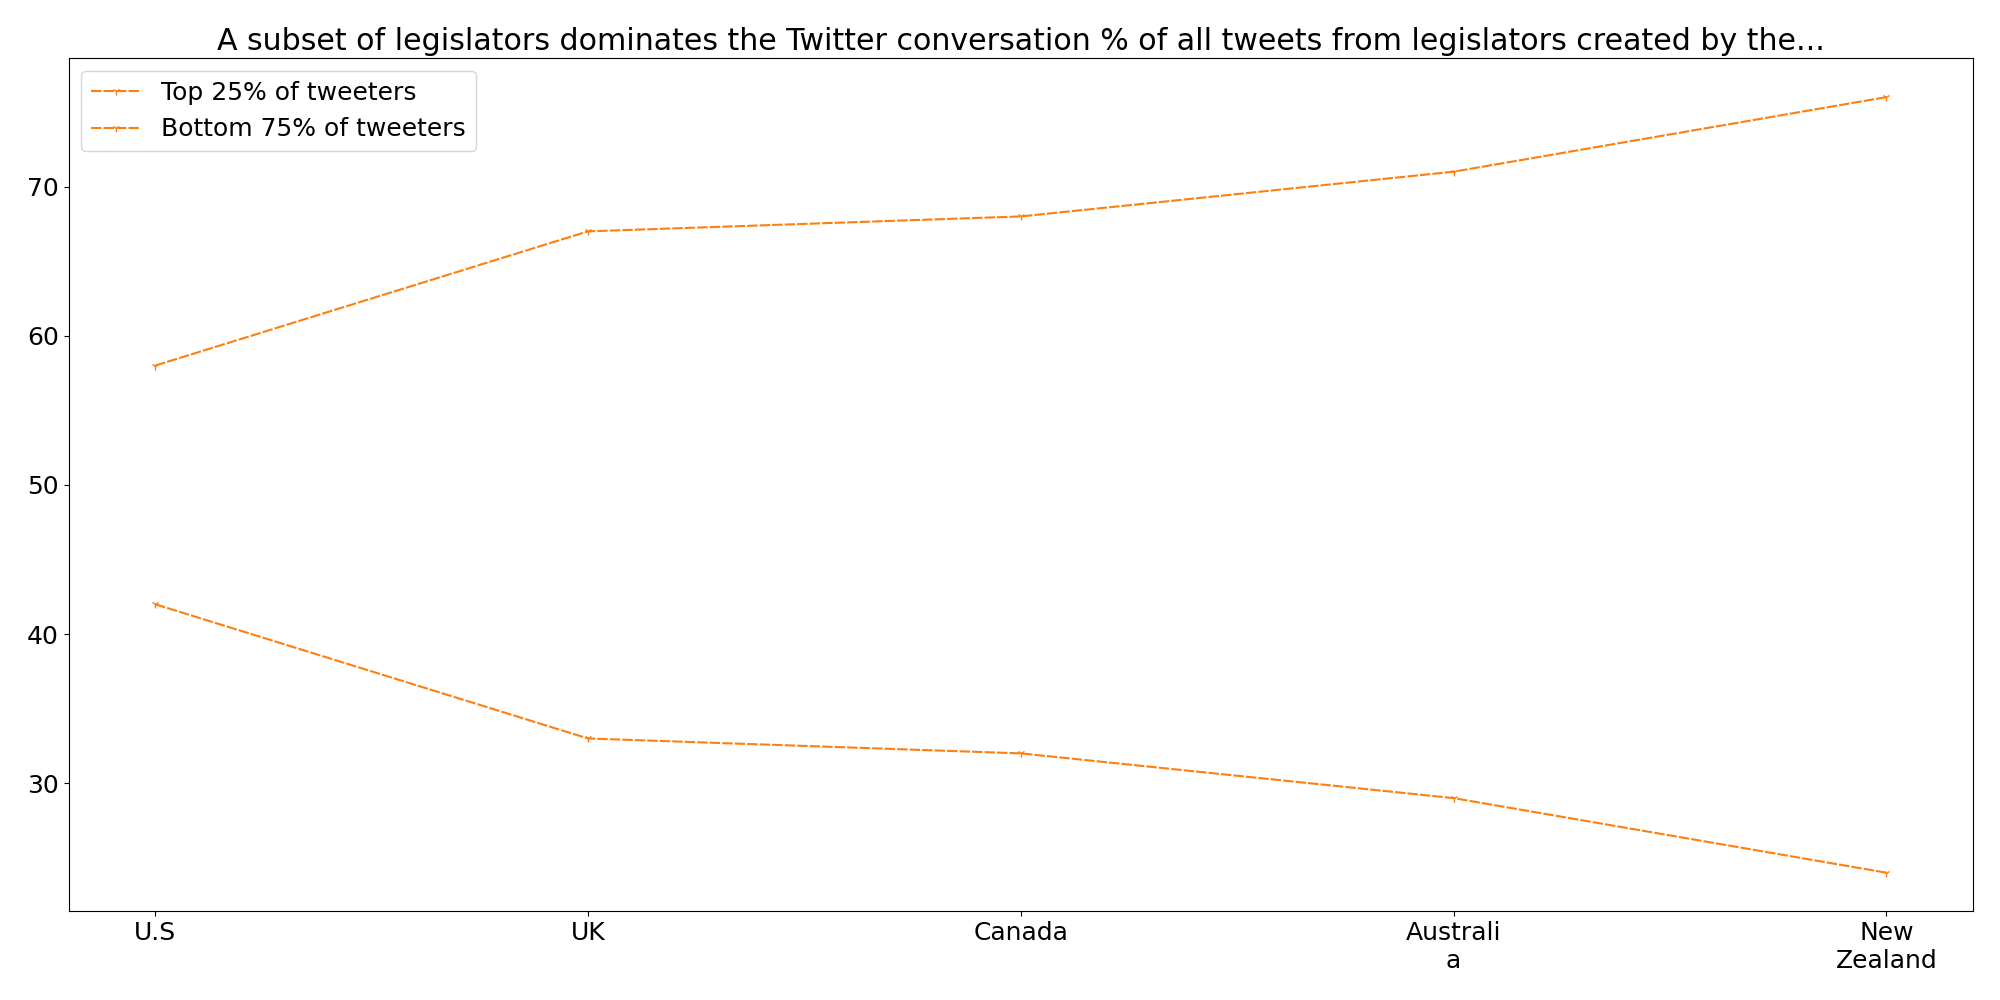 A subset of legislators dominates the Twitter conversation % of all tweets from legislators created by the...
Top 25% of tweeters
Bottom 75% of tweeters
70
60
50
40
30
U.S
UK
Canada
Australi
a
New
Zealand